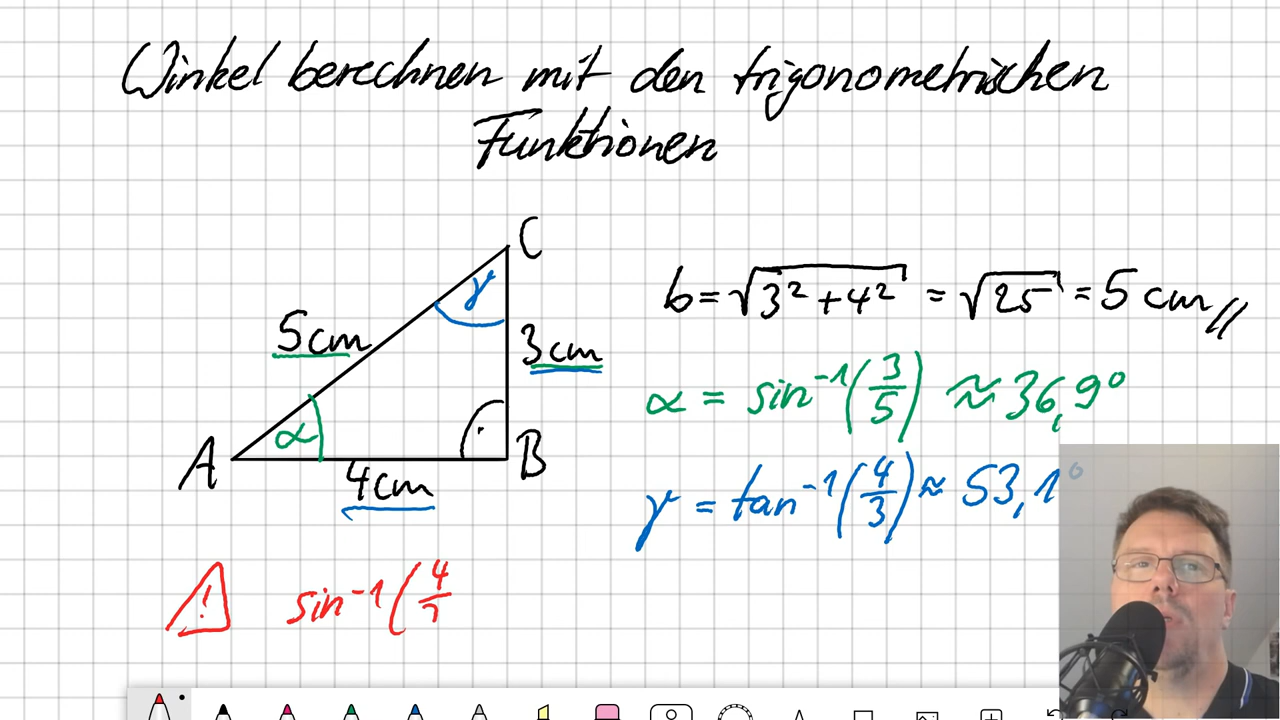 Winkel berechnen mit den trigonometrischen
Funktionen
C
γ
5cm
3cm
α
A
B
4cm
b = √(3² + 4²) = √25 = 5 cm //
α = sin⁻¹(3/5) ≈ 36,9°
γ = tan⁻¹(4/3) ≈ 53,1°
! sin⁻¹(4/